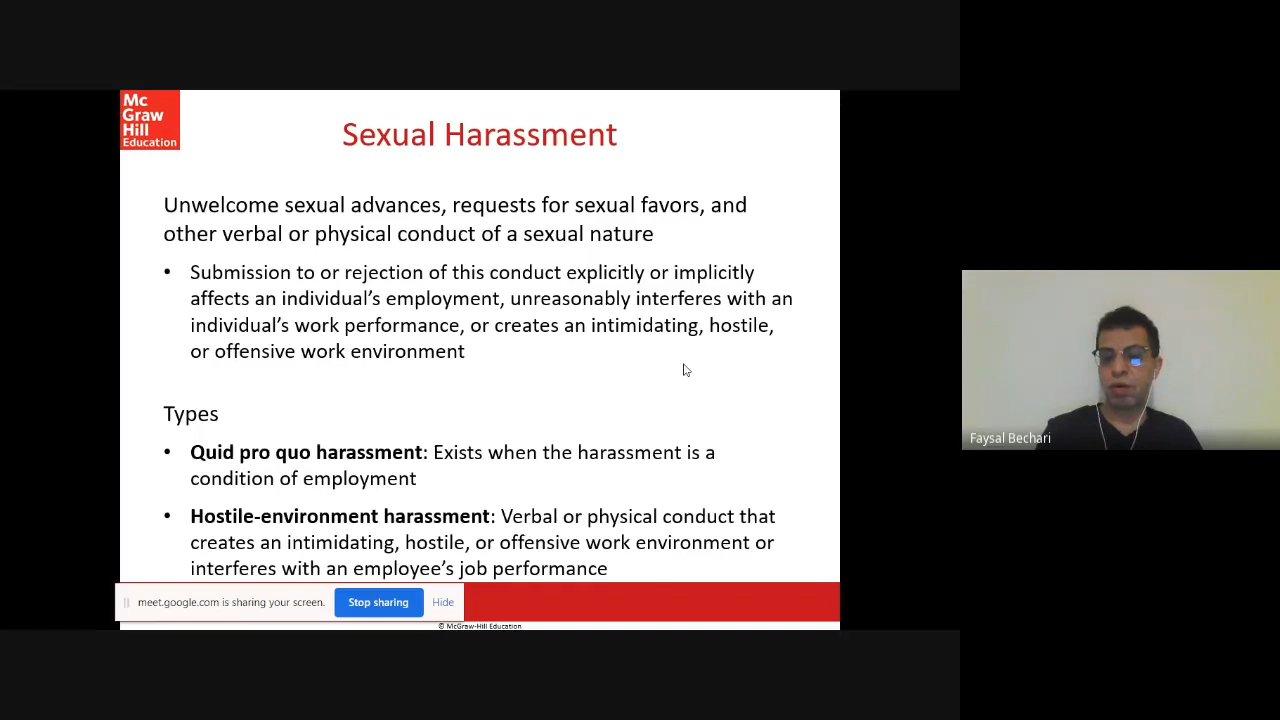 Mc
Graw
Hill
Education
Sexual Harassment
Unwelcome sexual advances, requests for sexual favors, and
other verbal or physical conduct of a sexual nature
• Submission to or rejection of this conduct explicitly or implicitly
affects an individual's employment, unreasonably interferes with an
individual's work performance, or creates an intimidating, hostile,
or offensive work environment
Types
• Quid pro quo harassment: Exists when the harassment is a
condition of employment
• Hostile-environment harassment: Verbal or physical conduct that
creates an intimidating, hostile, or offensive work environment or
interferes with an employee's job performance
meet.google.com is sharing your screen. Stop sharing Hide
© McGraw-Hill Education
Faysal Bechari